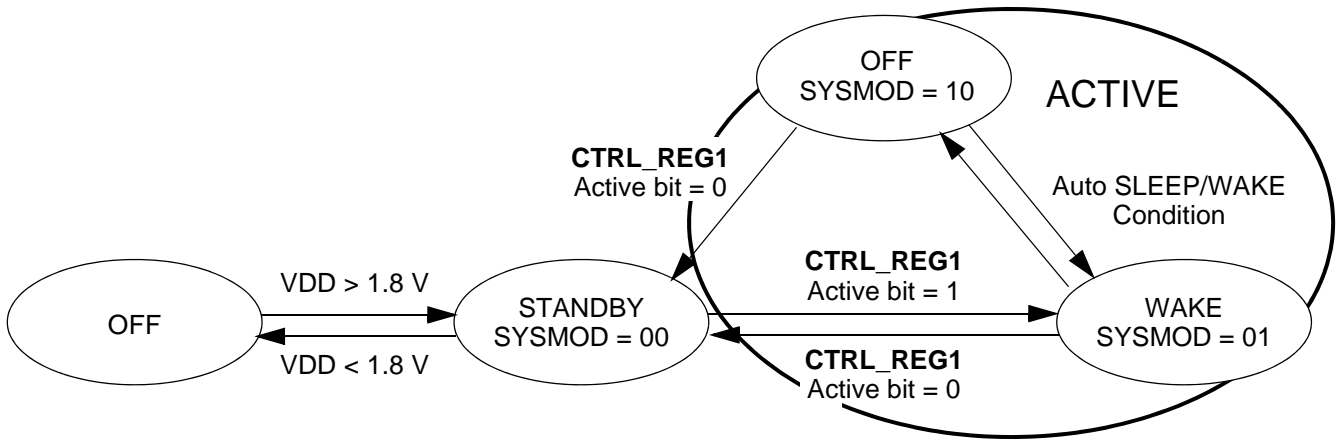 OFF
SYSMOD = 10
ACTIVE
CTRL_REG1
Active bit = 0
Auto SLEEP/WAKE
Condition
VDD > 1.8 V
CTRL_REG1
Active bit = 1
OFF
STANDBY
SYSMOD = 00
WAKE
SYSMOD = 01
VDD < 1.8 V
CTRL_REG1
Active bit = 0